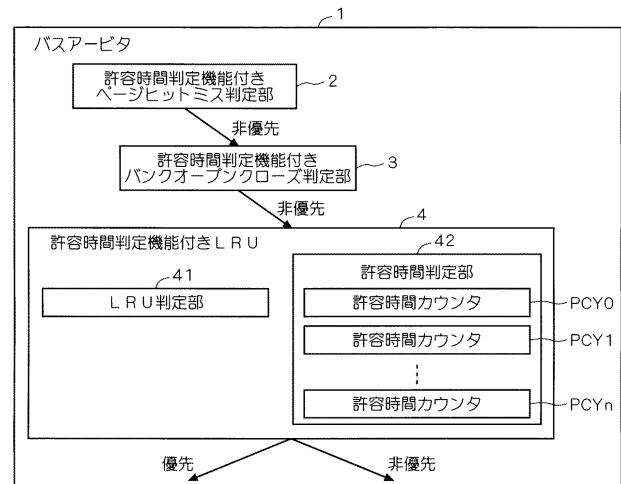 1
バスアービタ
許容時間判定機能付き
ページヒットミス判定部
2
非優先
許容時間判定機能付き
バンクオープンクローズ判定部
3
非優先
4
許容時間判定機能付きLRU
42
41
許容時間判定部
LRU判定部
許容時間カウンタ
PCY0
許容時間カウンタ
PCY1
許容時間カウンタ
PCYn
優先
非優先